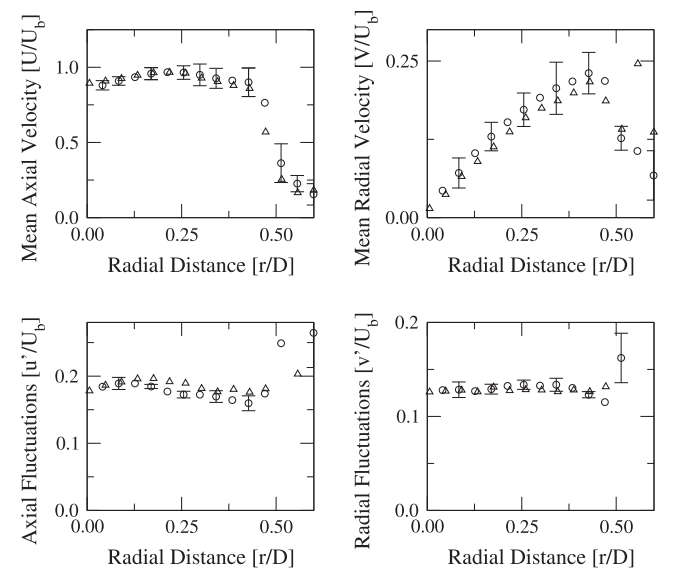 Mean Axial Velocity [U/U_b]
1.0
0.5
0.0
0.00
0.25
0.50
Radial Distance [r/D]
Mean Radial Velocity [V/U_b]
0.25
0.00
0.00
0.25
0.50
Radial Distance [r/D]
Axial Fluctuations [u'/U_b]
0.2
0.1
0.0
0.00
0.25
0.50
Radial Distance [r/D]
Radial Fluctuations [v'/U_b]
0.2
0.1
0.0
0.00
0.25
0.50
Radial Distance [r/D]